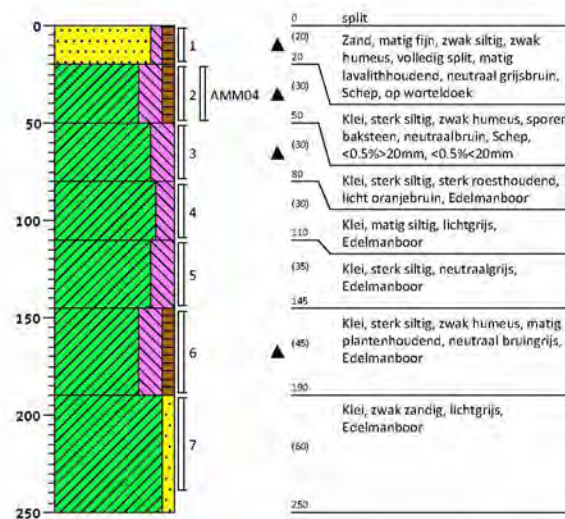 0
50
100
150
200
250
1
2
AMM04
3
4
5
6
7
0 split
(20)
Zand, matig fijn, zwak siltig, zwak
humeus, volledig split, matig
20
lavalithhoudend, neutraal grijsbruin,
Schep, op worteldoek
(30)
50
Klei, sterk siltig, zwak humeus, sporen
baksteen, neutraalbruin, Schep,
(30)
<0.5%>20mm, <0.5%<20mm
80
Klei, sterk siltig, sterk roesthoudend,
(30)
licht oranjebruin, Edelmanboor
110
Klei, matig siltig, lichtgrijs,
Edelmanboor
(35)
Klei, sterk siltig, neutraalgrijs,
Edelmanboor
145
Klei, sterk siltig, zwak humeus, matig
(45)
plantenhoudend, neutraal bruingrijs,
Edelmanboor
190
Klei, zwak zandig, lichtgrijs,
Edelmanboor
(60)
250